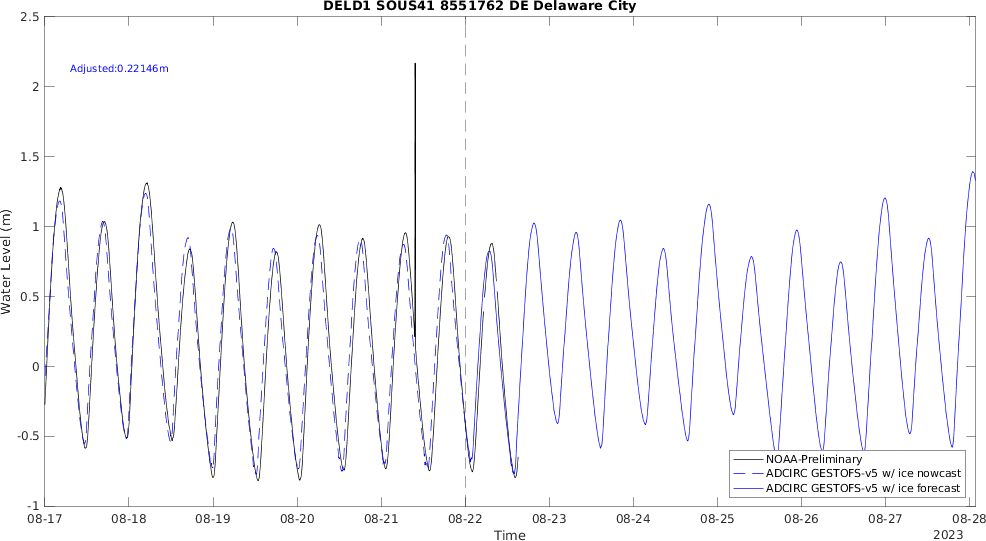 DELD1 SOUS41 8551762 DE Delaware City
2.5
Adjusted:0.22146m
2
1.5
1
0.5
0
-0.5
-1
Water Level (m)
NOAA-Preliminary
ADCIRC GESTOFS-v5 w/ ice nowcast
ADCIRC GESTOFS-v5 w/ ice forecast
08-17 08-18 08-19 08-20 08-21 08-22 08-23 08-24 08-25 08-26 08-27 08-28
Time
2023